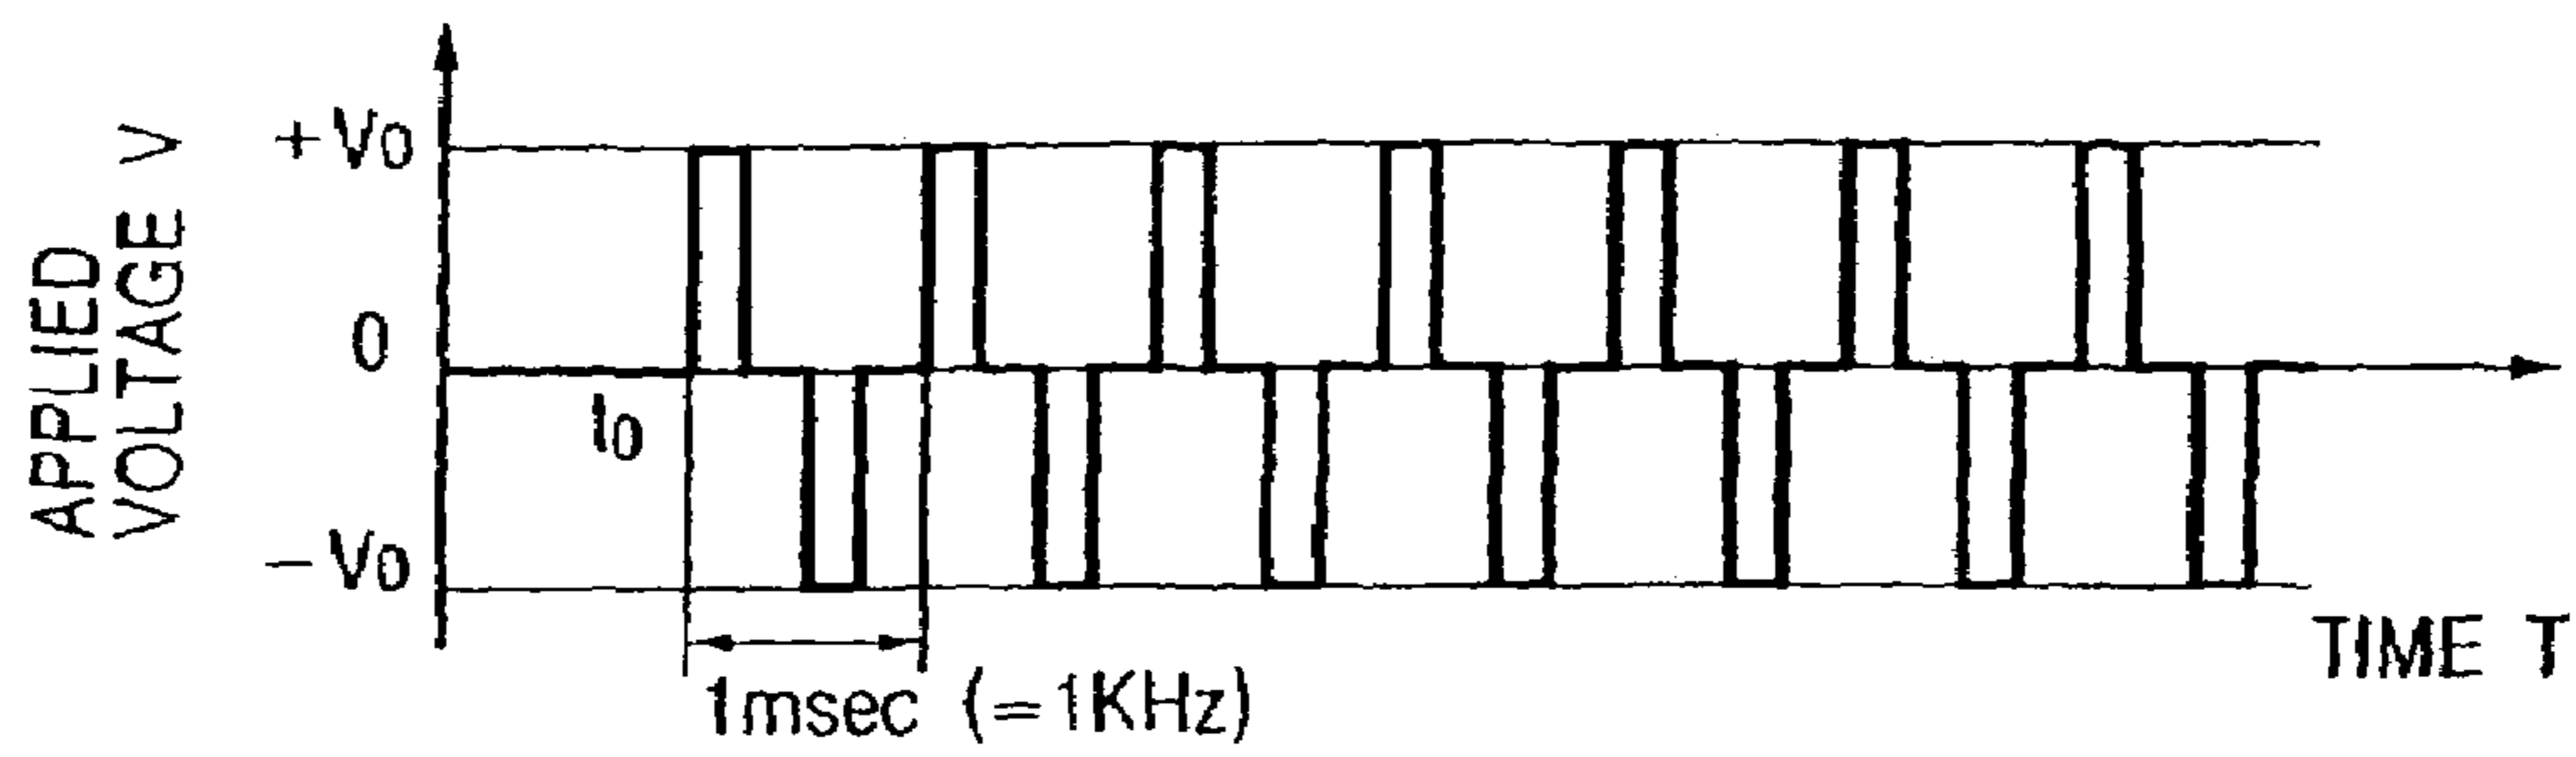 APPLIED
VOLTAGE V
+V0
0
-V0
t0
1msec (=1KHz)
TIME T